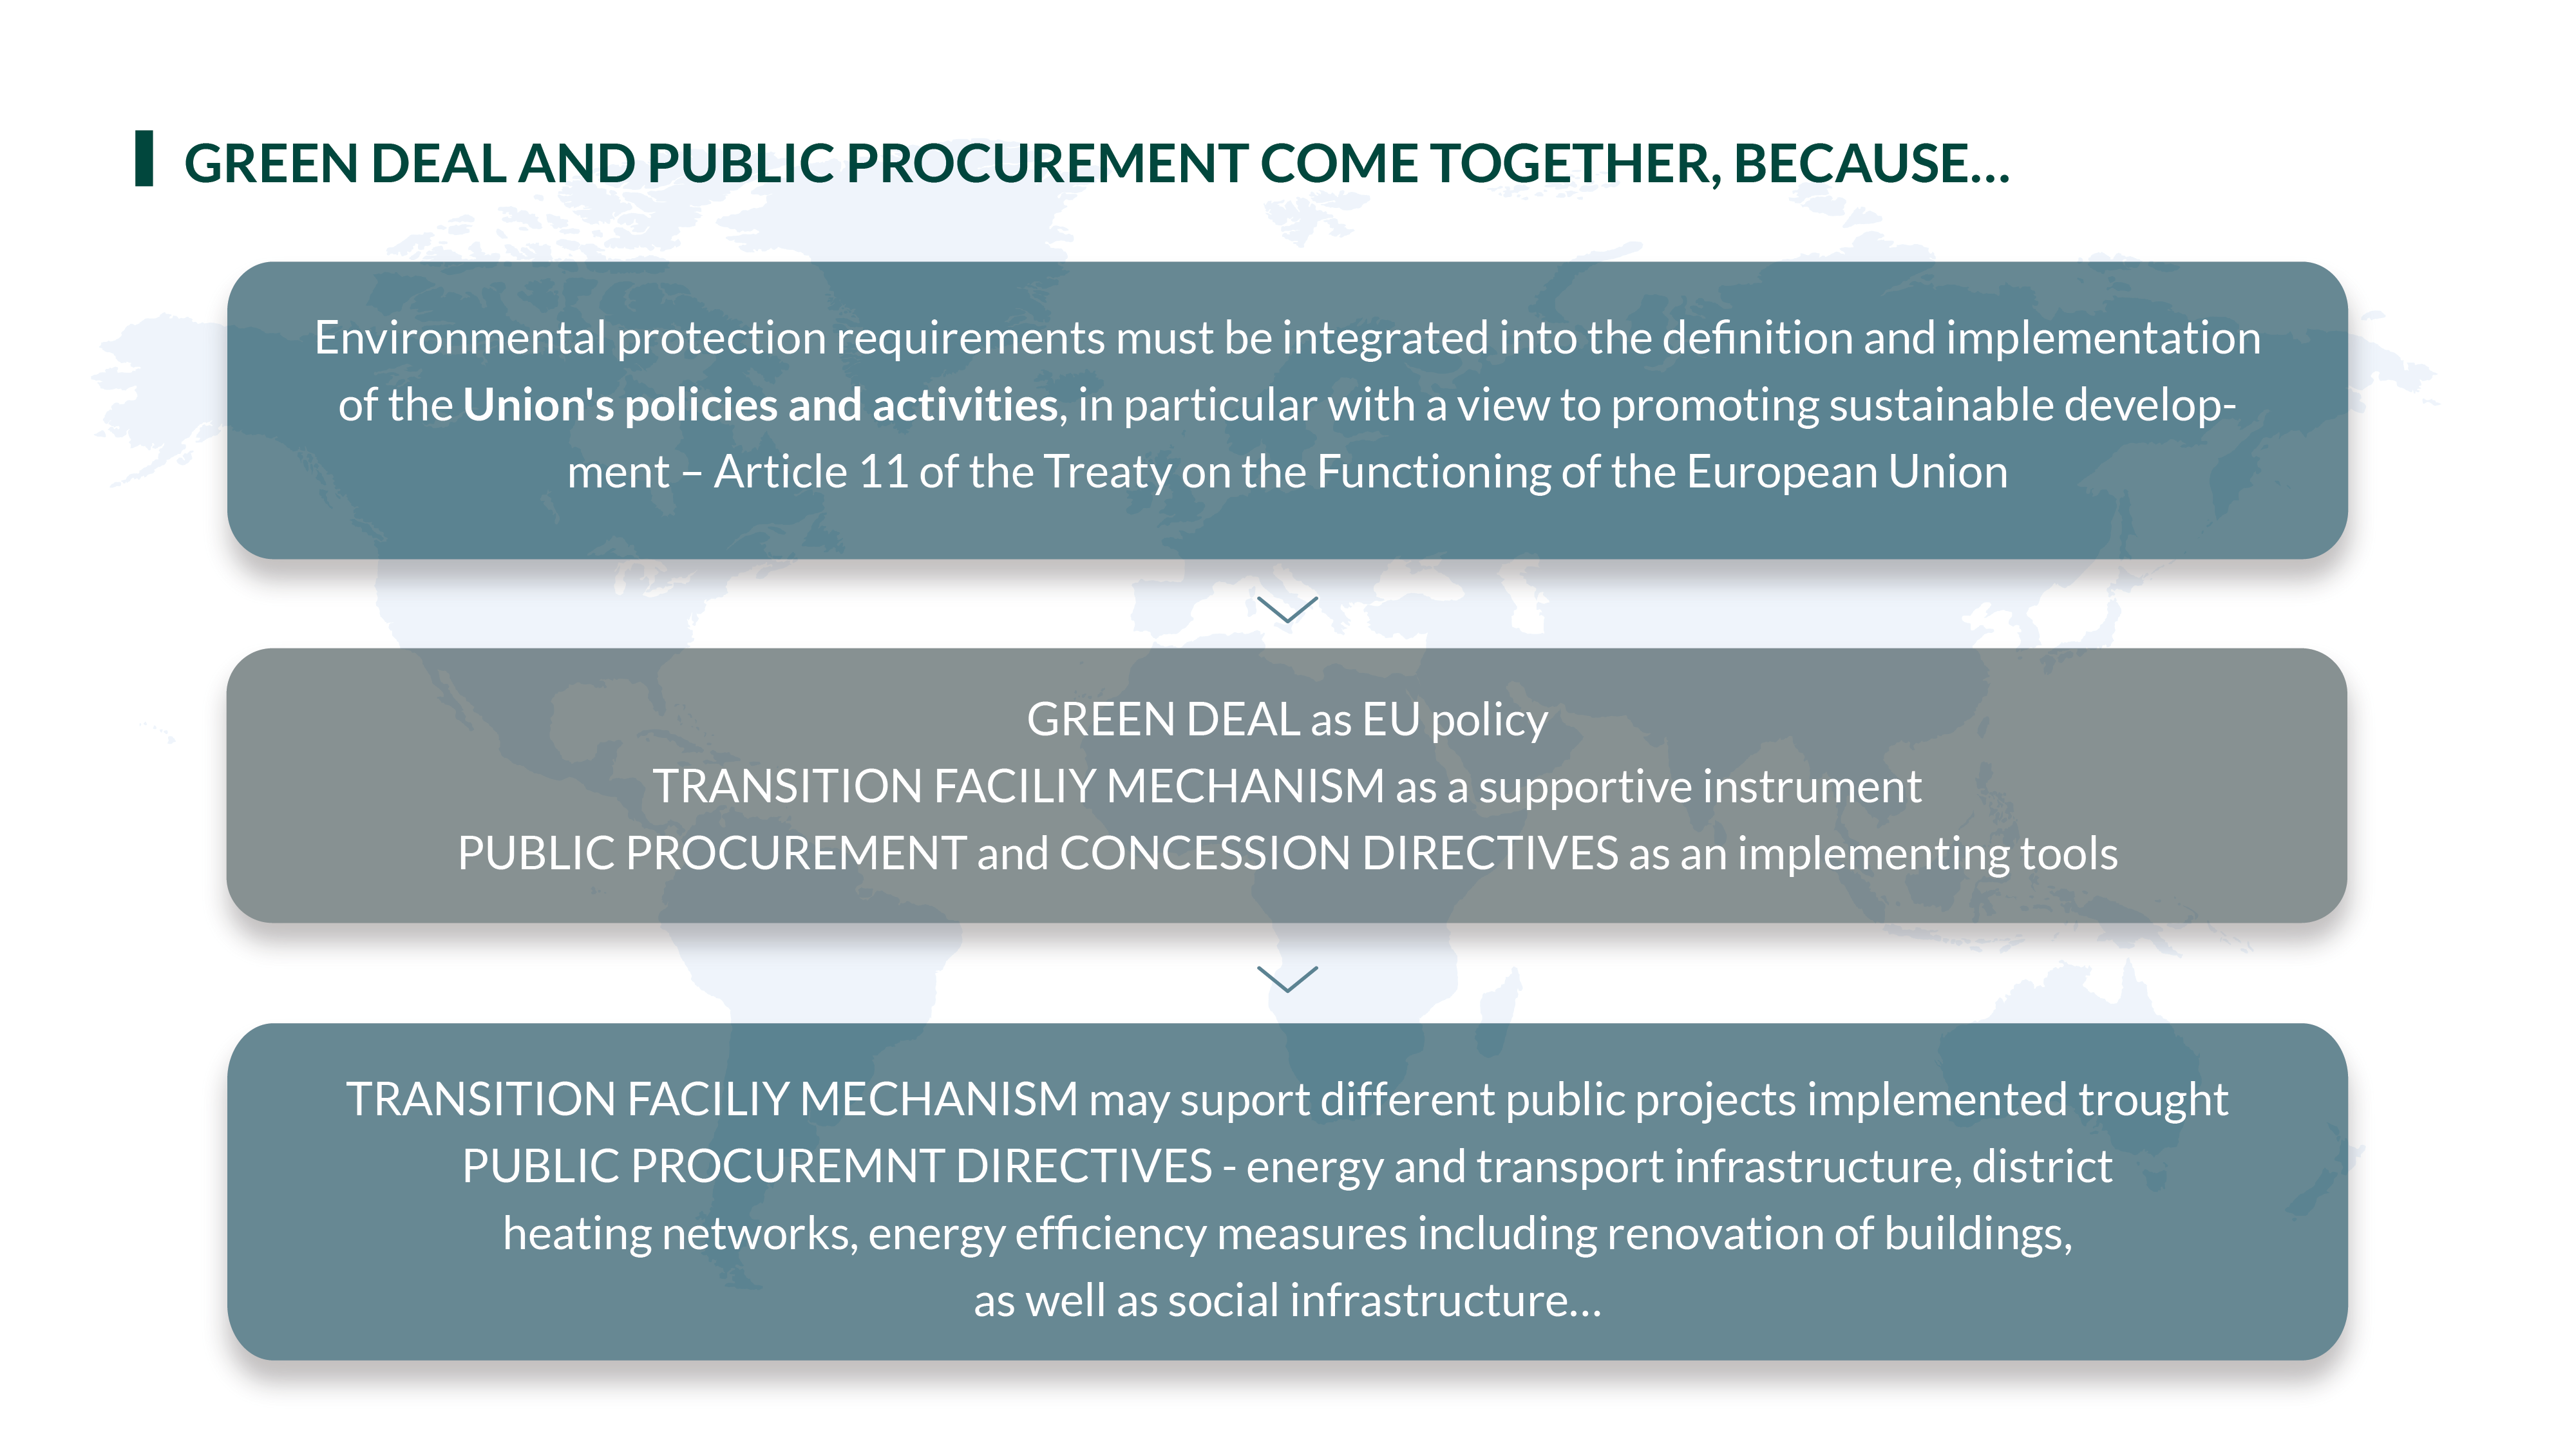 GREEN DEAL AND PUBLIC PROCUREMENT COME TOGETHER, BECAUSE...
Environmental protection requirements must be integrated into the definition and implementation
of the Union's policies and activities, in particular with a view to promoting sustainable develop-
ment – Article 11 of the Treaty on the Functioning of the European Union
GREEN DEAL as EU policy
TRANSITION FACILIY MECHANISM as a supportive instrument
PUBLIC PROCUREMENT and CONCESSION DIRECTIVES as an implementing tools
TRANSITION FACILIY MECHANISM may suport different public projects implemented trought
PUBLIC PROCUREMNT DIRECTIVES - energy and transport infrastructure, district
heating networks, energy efficiency measures including renovation of buildings,
as well as social infrastructure...